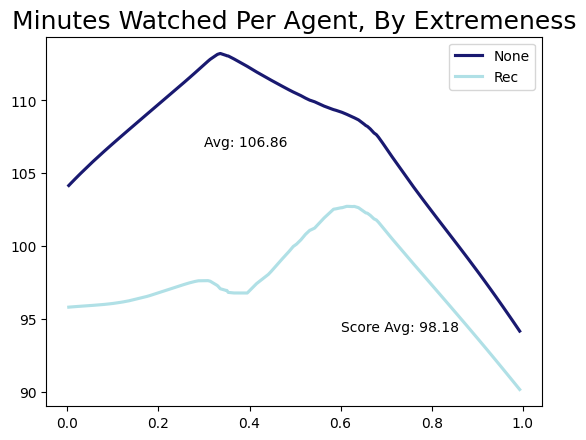 Minutes Watched Per Agent, By Extremeness
None
Rec
110
105
100
95
90
Avg: 106.86
Score Avg: 98.18
0.0 0.2 0.4 0.6 0.8 1.0